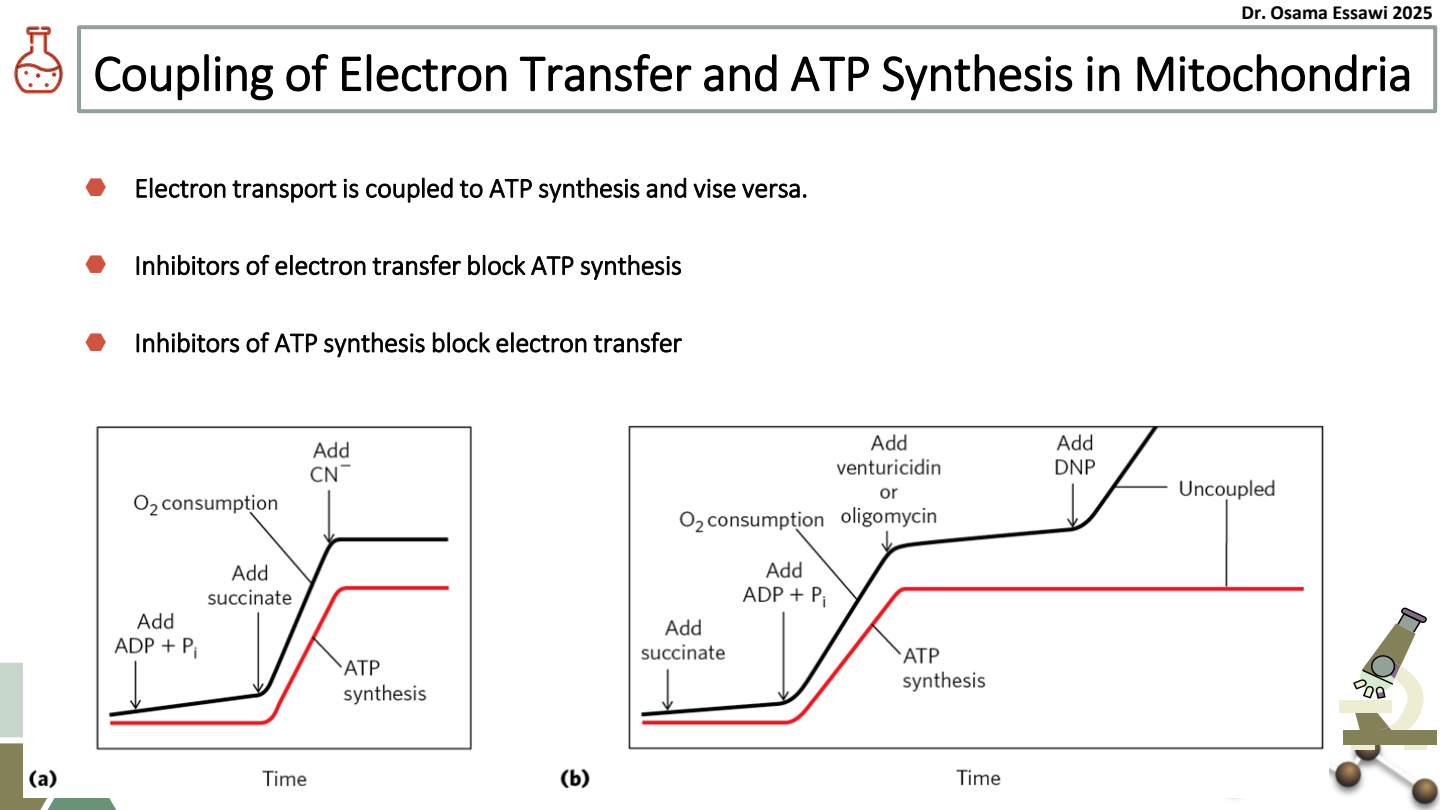 Dr. Osama Essawi 2025
Coupling of Electron Transfer and ATP Synthesis in Mitochondria
Electron transport is coupled to ATP synthesis and vise versa.
Inhibitors of electron transfer block ATP synthesis
Inhibitors of ATP synthesis block electron transfer
Add
CN⁻
O₂ consumption
Add
succinate
Add
ADP + Pᵢ
ATP
synthesis
(a)
Time
Add
venturicidin
or
oligomycin
Add
DNP
Uncoupled
O₂ consumption
Add
ADP + Pᵢ
Add
succinate
ATP
synthesis
(b)
Time